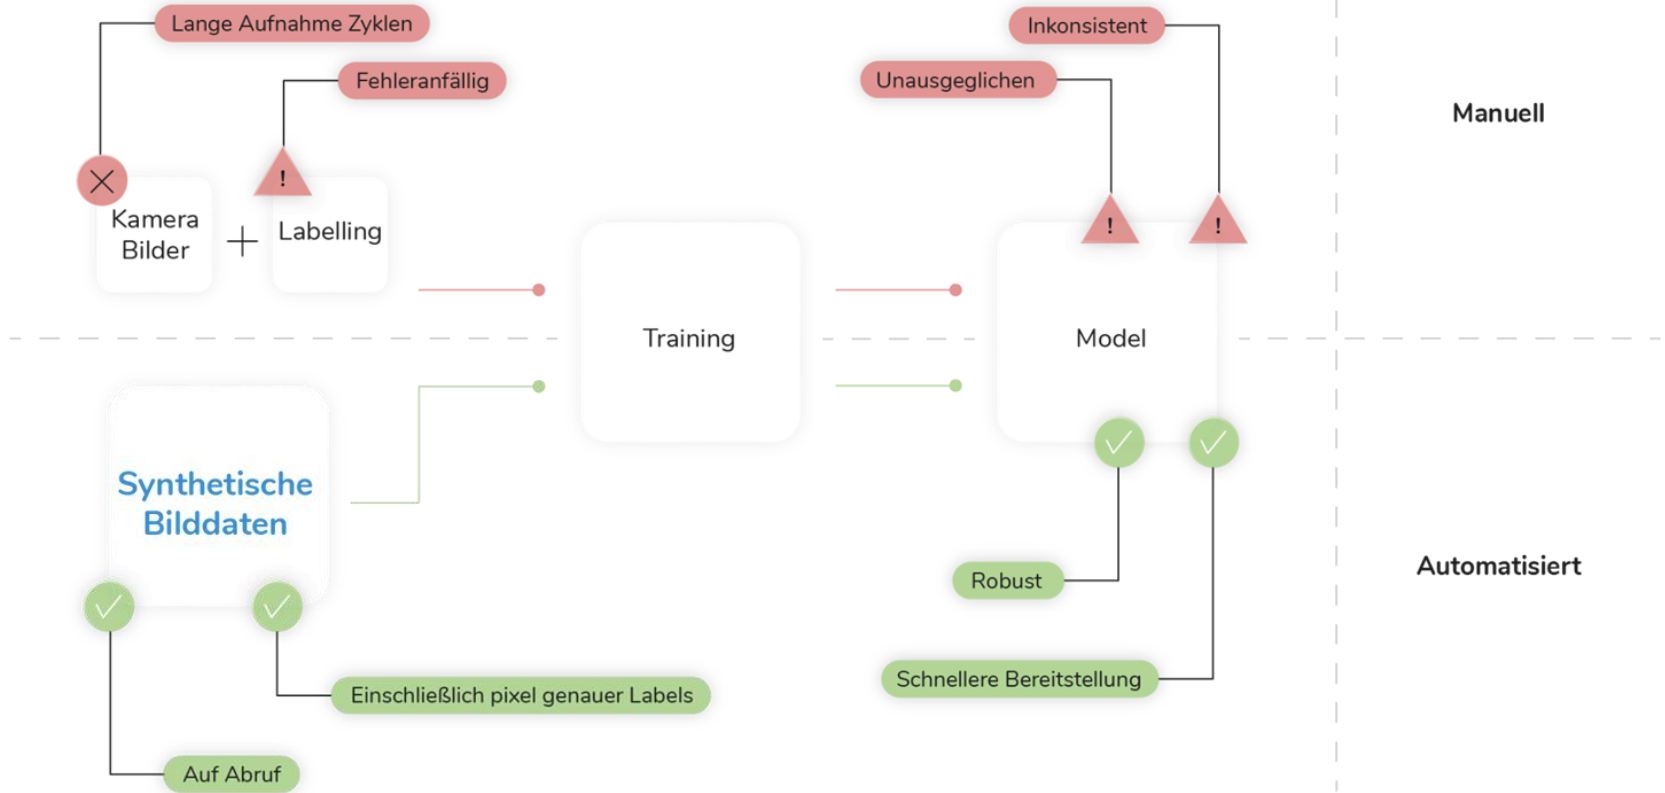 Lange Aufnahme Zyklen
Fehleranfällig
Inkonsistent
Unausgeglichen
Manuell
!
!
!
Kamera
Bilder
+
Labelling
Training
Model
Synthetische
Bilddaten
Automatisiert
Robust
Schnellere Bereitstellung
Einschließlich pixel genauer Labels
Auf Abruf